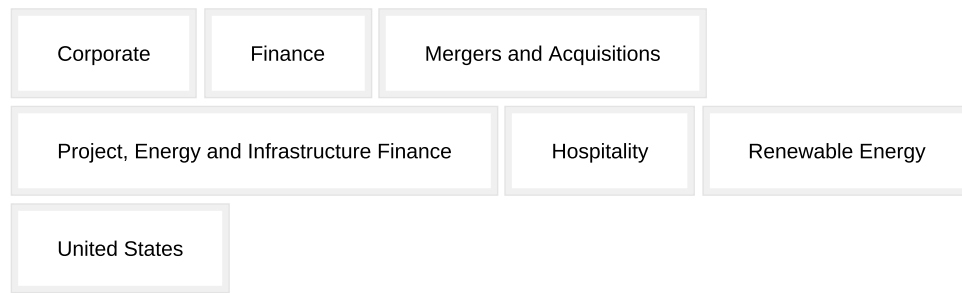 Corporate Finance Mergers and Acquisitions
Project, Energy and Infrastructure Finance Hospitality Renewable Energy
United States